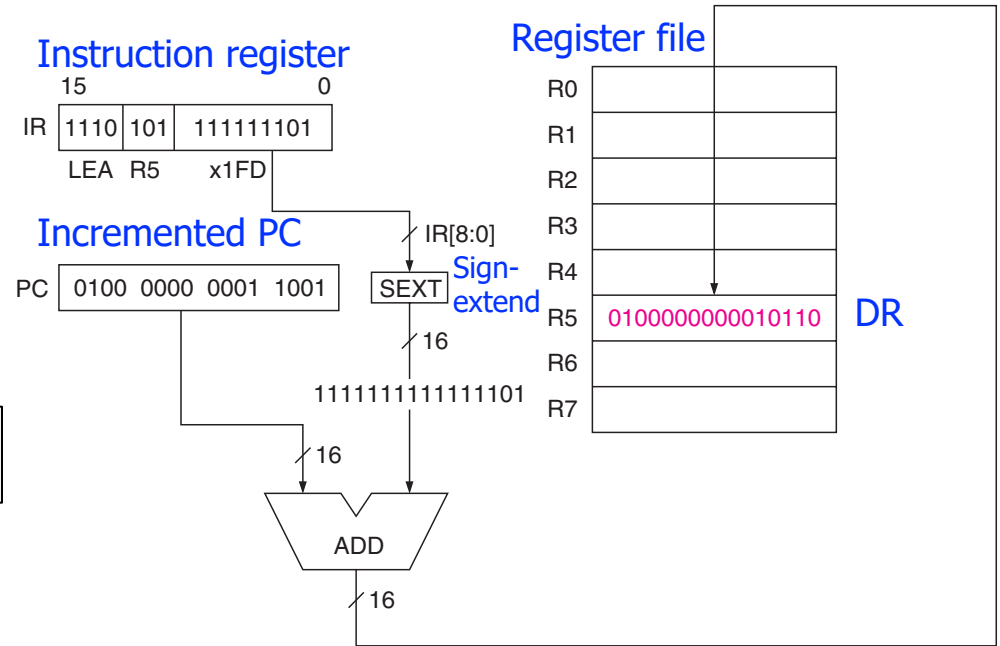 Instruction register
15 0
IR 1110 101 111111101
LEA R5 x1FD
IR[8:0]
Incremented PC
PC 0100 0000 0001 1001
SEXT
Sign-
extend
16
1111111111111101
16
ADD
16
Register file
R0
R1
R2
R3
R4
R5 0100000000010110 DR
R6
R7